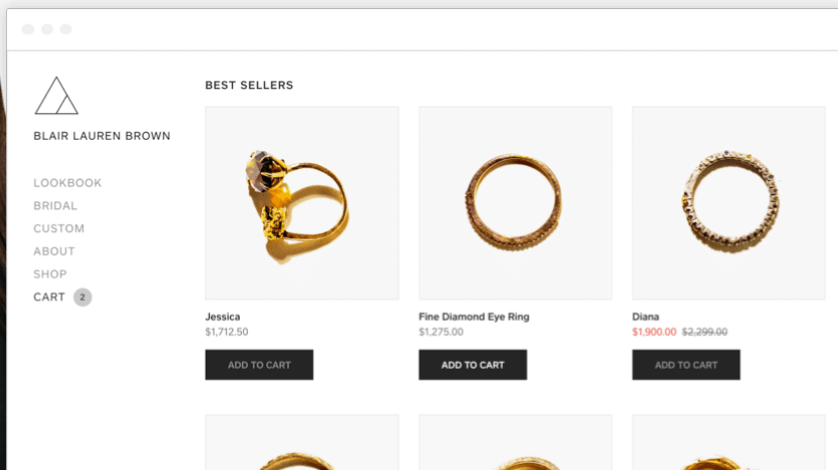 BEST SELLERS
BLAIR LAUREN BROWN
LOOKBOOK
BRIDAL
CUSTOM
ABOUT
SHOP
CART 2
Jessica
$1,712.50
ADD TO CART
Fine Diamond Eye Ring
$1,275.00
ADD TO CART
Diana
$1,900.00 $2,299.00
ADD TO CART